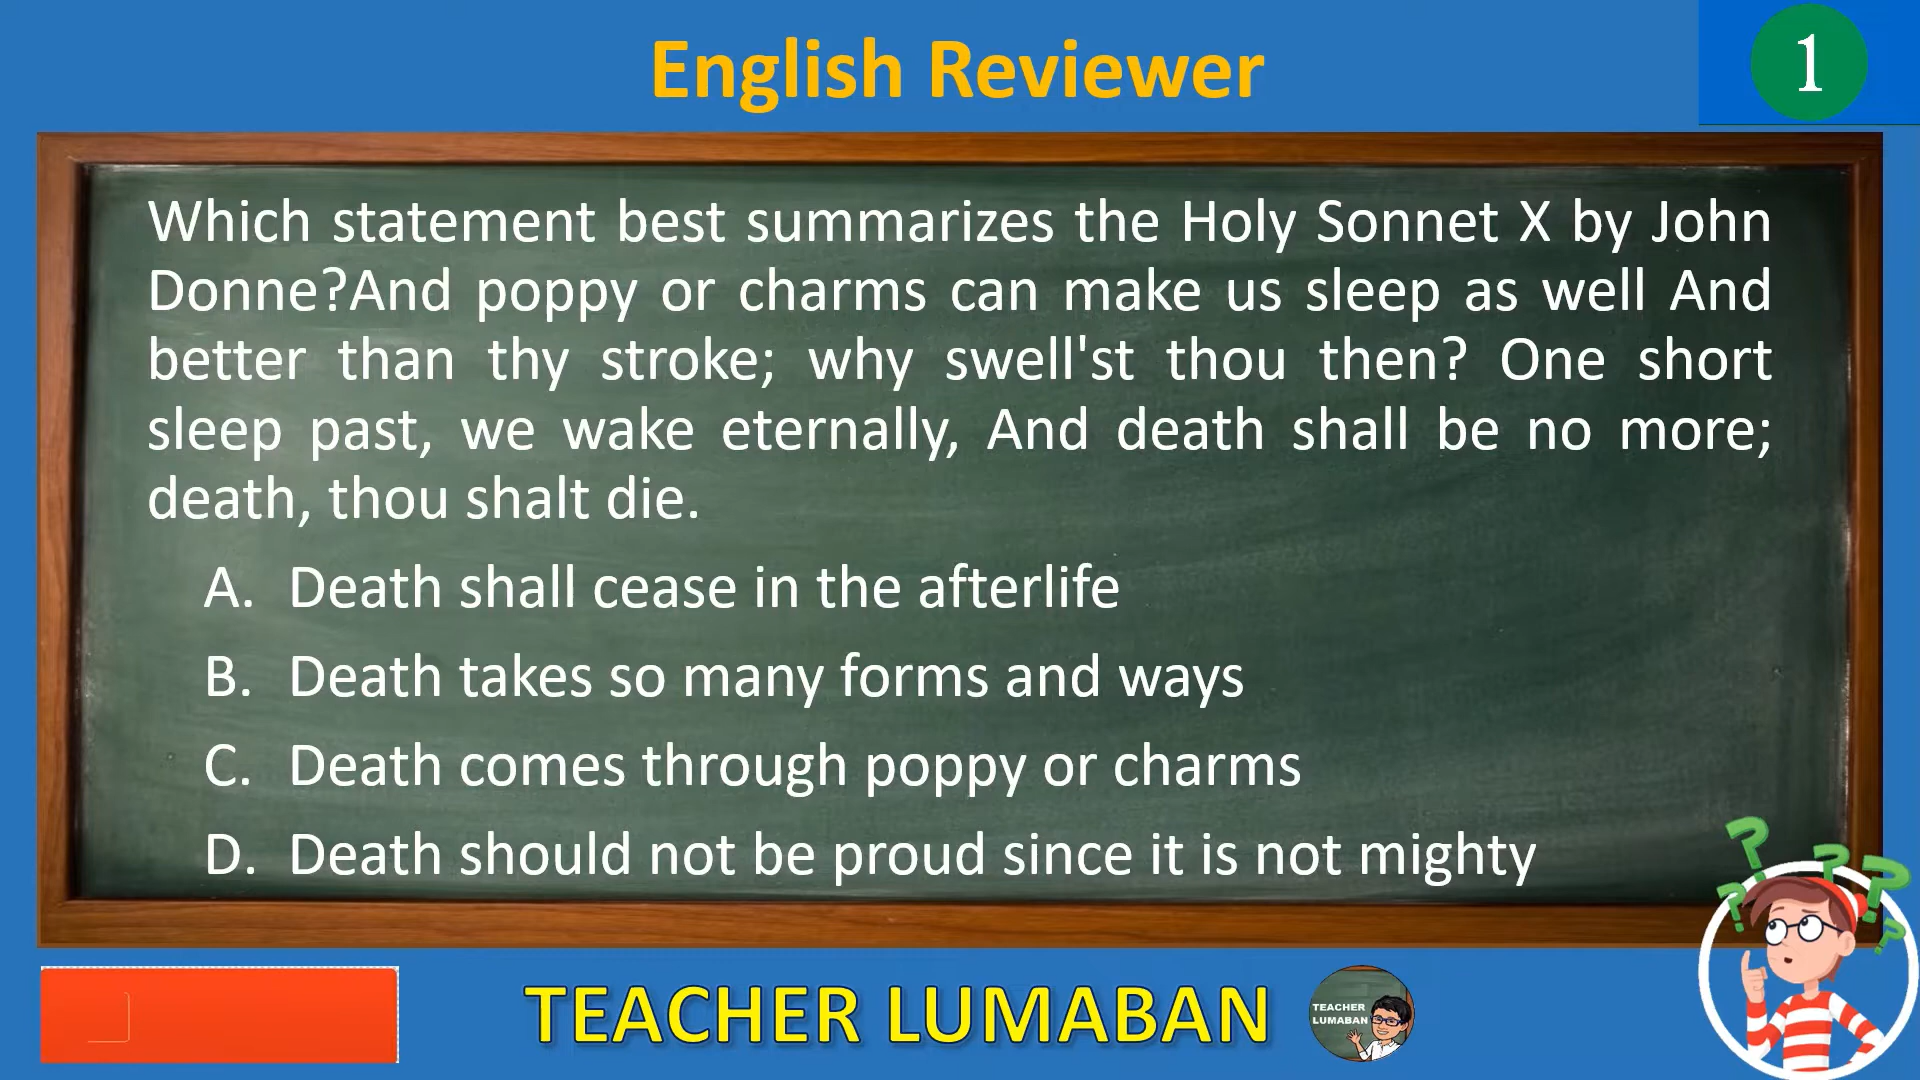 English Reviewer
1
Which statement best summarizes the Holy Sonnet X by John
Donne?And poppy or charms can make us sleep as well And
better than thy stroke; why swell'st thou then? One short
sleep past, we wake eternally, And death shall be no more;
death, thou shalt die.
A. Death shall cease in the afterlife
B. Death takes so many forms and ways
C. Death comes through poppy or charms
D. Death should not be proud since it is not mighty
TEACHER LUMABAN
TEACHER
LUMABAN